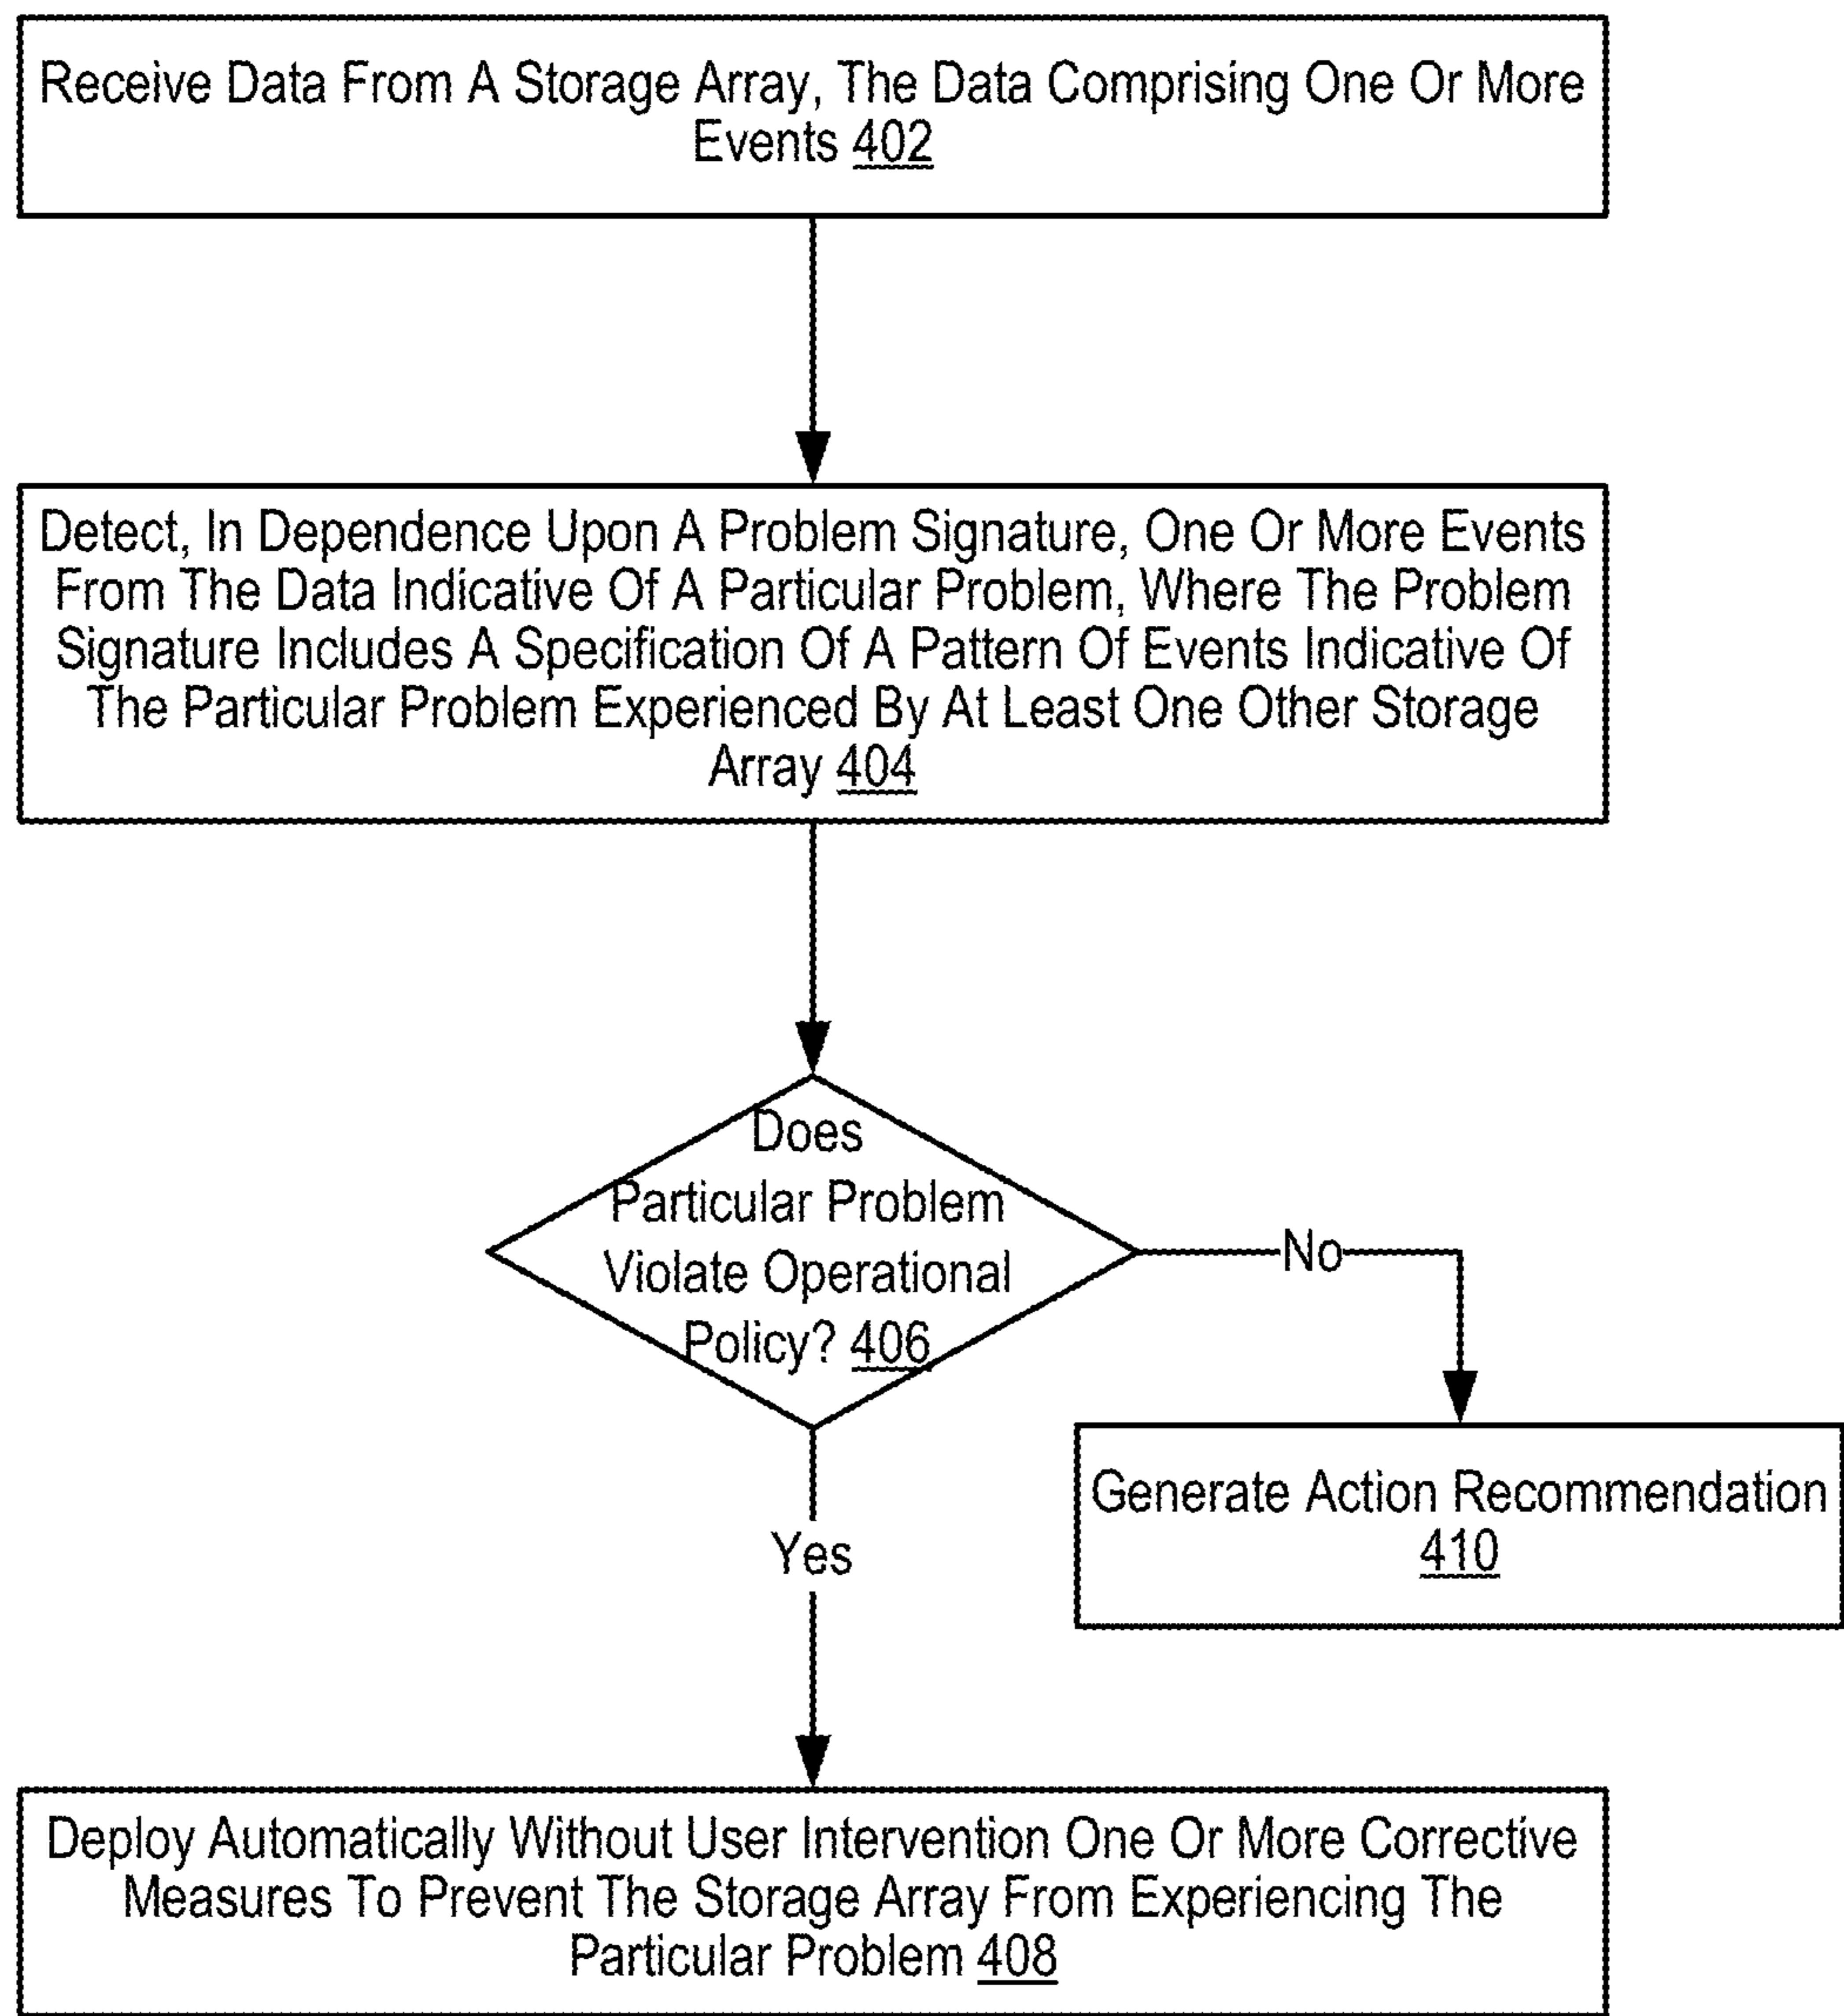 Receive Data From A Storage Array, The Data Comprising One Or More
Events 402
Detect, In Dependence Upon A Problem Signature, One Or More Events
From The Data Indicative Of A Particular Problem, Where The Problem
Signature Includes A Specification Of A Pattern Of Events Indicative Of
The Particular Problem Experienced By At Least One Other Storage
Array 404
Does
Particular Problem
Violate Operational
Policy? 406
No
Generate Action Recommendation
410
Yes
Deploy Automatically Without User Intervention One Or More Corrective
Measures To Prevent The Storage Array From Experiencing The
Particular Problem 408